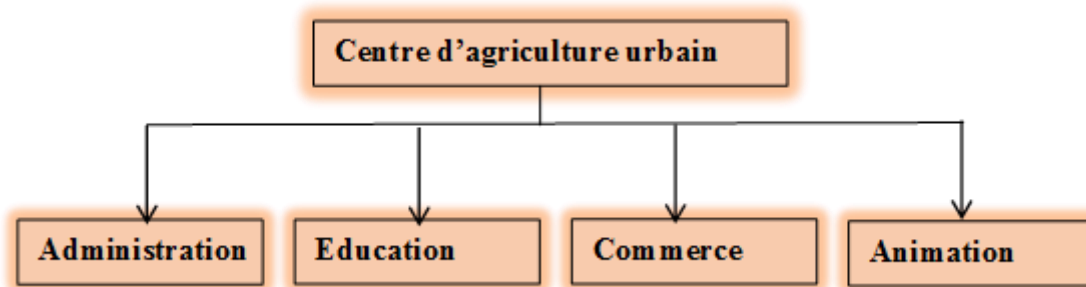 Centre d’agriculture urbain
Administration
Education
Commerce
Animation